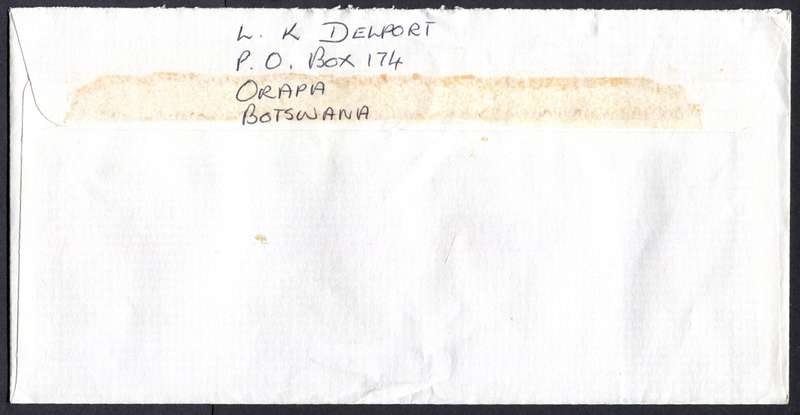 L. K DELPORT
P. O. BOX 174
ORAPA
BOTSWANA